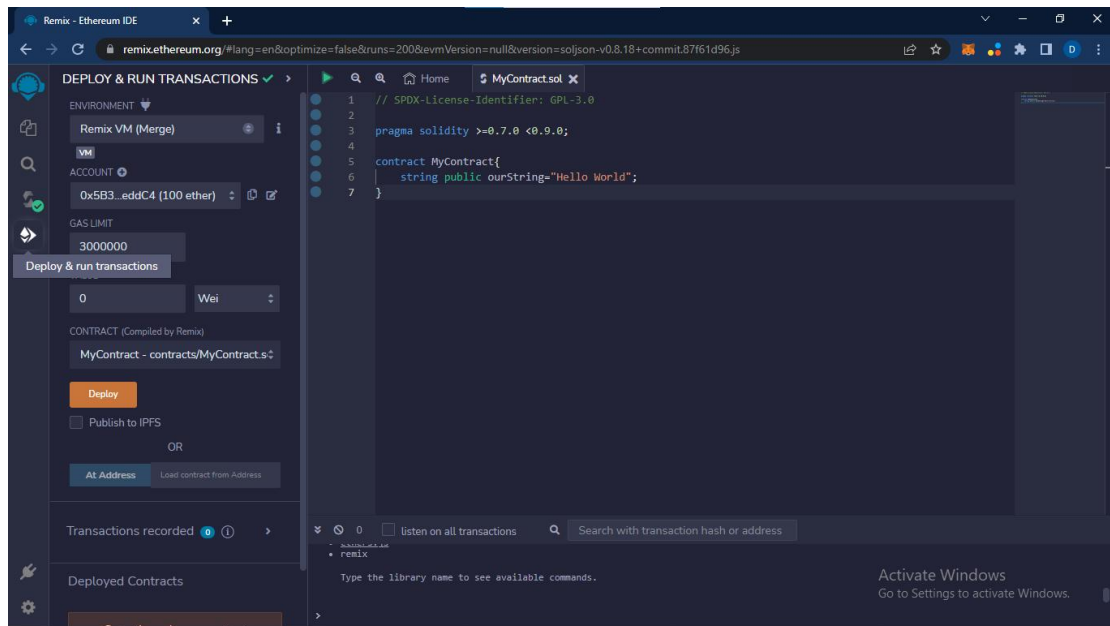 Remix - Ethereum IDE
remix.ethereum.org/#lang=en&optimize=false&runs=200&evmVersion=null&version=soljson-v0.8.18+commit.87f61d96.js
D
DEPLOY & RUN TRANSACTIONS
ENVIRONMENT
Remix VM (Merge)
VM
ACCOUNT
0x5B3...eddC4 (100 ether)
GAS LIMIT
3000000
Deploy & run transactions
0 Wei
CONTRACT (Compiled by Remix)
MyContract - contracts/MyContract.s
Deploy
Publish to IPFS
OR
At Address Load contract from Address
Transactions recorded 0 i
Deployed Contracts
Home MyContract.sol
1 // SPDX-License-Identifier: GPL-3.0
2
3 pragma solidity >=0.7.0 <0.9.0;
4
5 contract MyContract{
6 string public ourString="Hello World";
7 }
0 listen on all transactions Search with transaction hash or address
• remix
Type the library name to see available commands.
>
Activate Windows
Go to Settings to activate Windows.